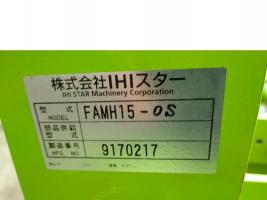 株式会社IHIスター
IHI STAR Machinery Corporation
型式 MODEL FAMH15-0S
部品供給型式
製造番号 MFG. NO 9170217